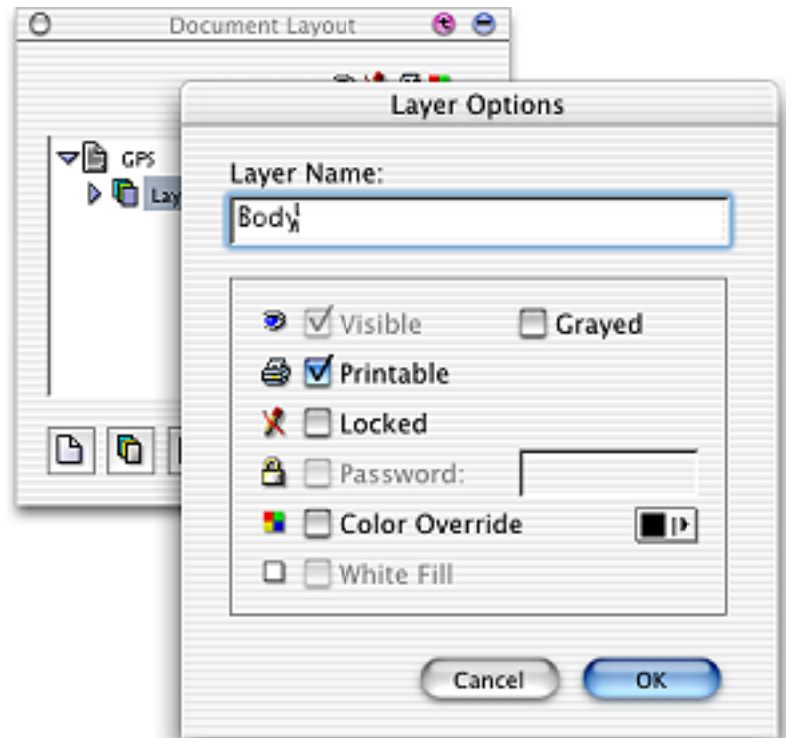 Document Layout
Layer Options
GPS
Lay
Layer Name:
Body
Visible
Grayed
Printable
Locked
Password:
Color Override
White Fill
Cancel
OK